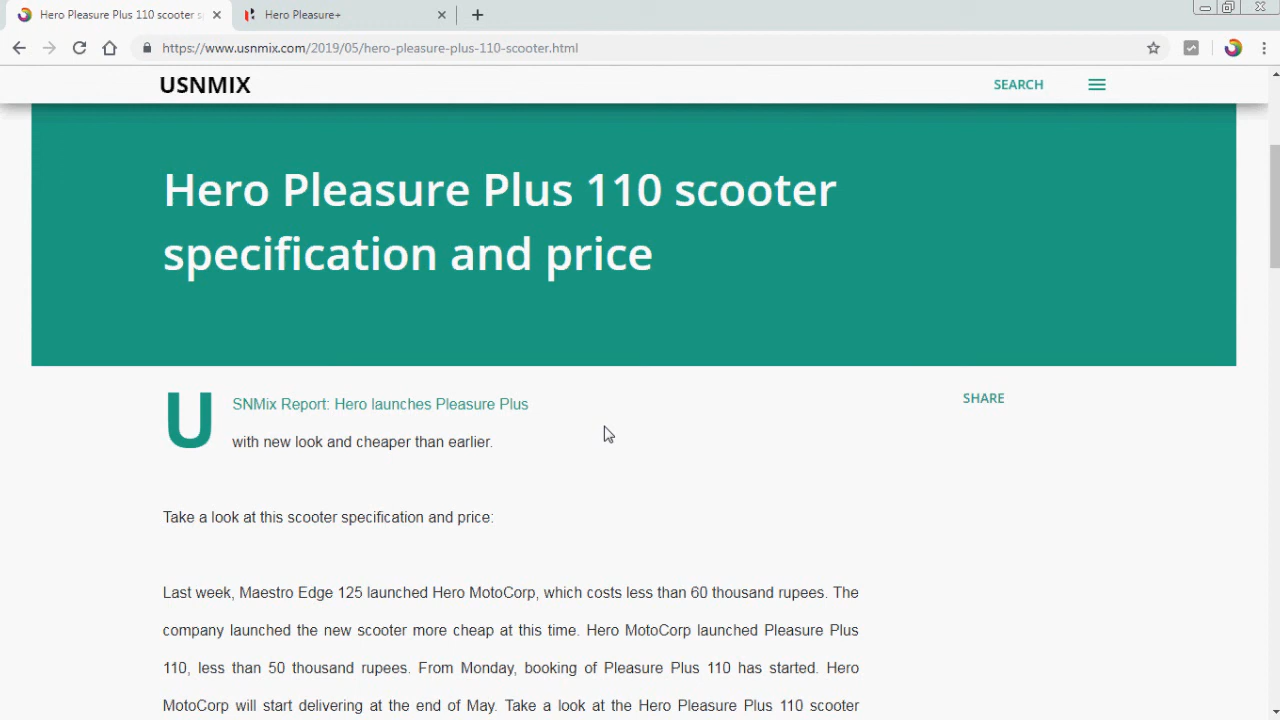 Hero Pleasure Plus 110 scooter s
Hero Pleasure+
https://www.usnmix.com/2019/05/hero-pleasure-plus-110-scooter.html
USNMIX
SEARCH
Hero Pleasure Plus 110 scooter
specification and price
USNMix Report: Hero launches Pleasure Plus
with new look and cheaper than earlier.
SHARE
Take a look at this scooter specification and price:
Last week, Maestro Edge 125 launched Hero MotoCorp, which costs less than 60 thousand rupees. The
company launched the new scooter more cheap at this time. Hero MotoCorp launched Pleasure Plus
110, less than 50 thousand rupees. From Monday, booking of Pleasure Plus 110 has started. Hero
MotoCorp will start delivering at the end of May. Take a look at the Hero Pleasure Plus 110 scooter